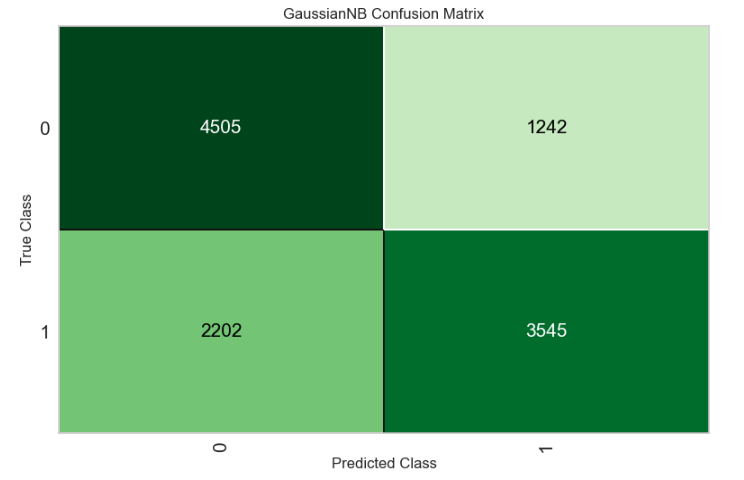 GaussianNB Confusion Matrix
0
4505
1242
True Class
1
2202
3545
0
1
Predicted Class